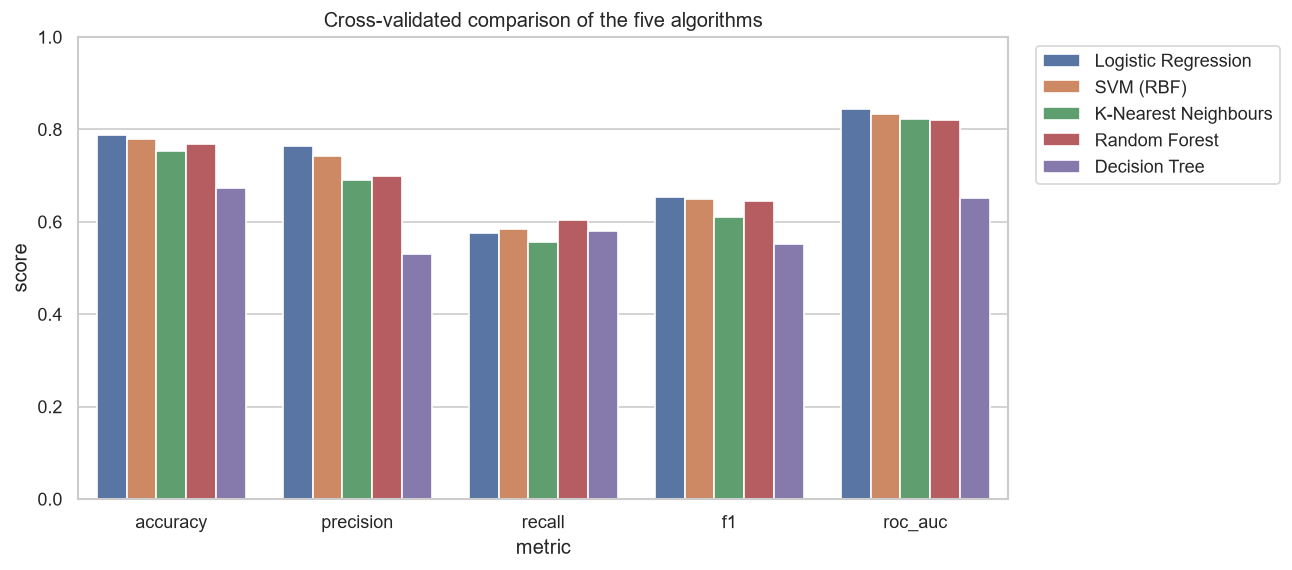 Cross-validated comparison of the five algorithms
1.0
0.8
0.6
0.4
0.2
0.0
score
accuracy
precision
recall
f1
roc_auc
metric
Logistic Regression
SVM (RBF)
K-Nearest Neighbours
Random Forest
Decision Tree